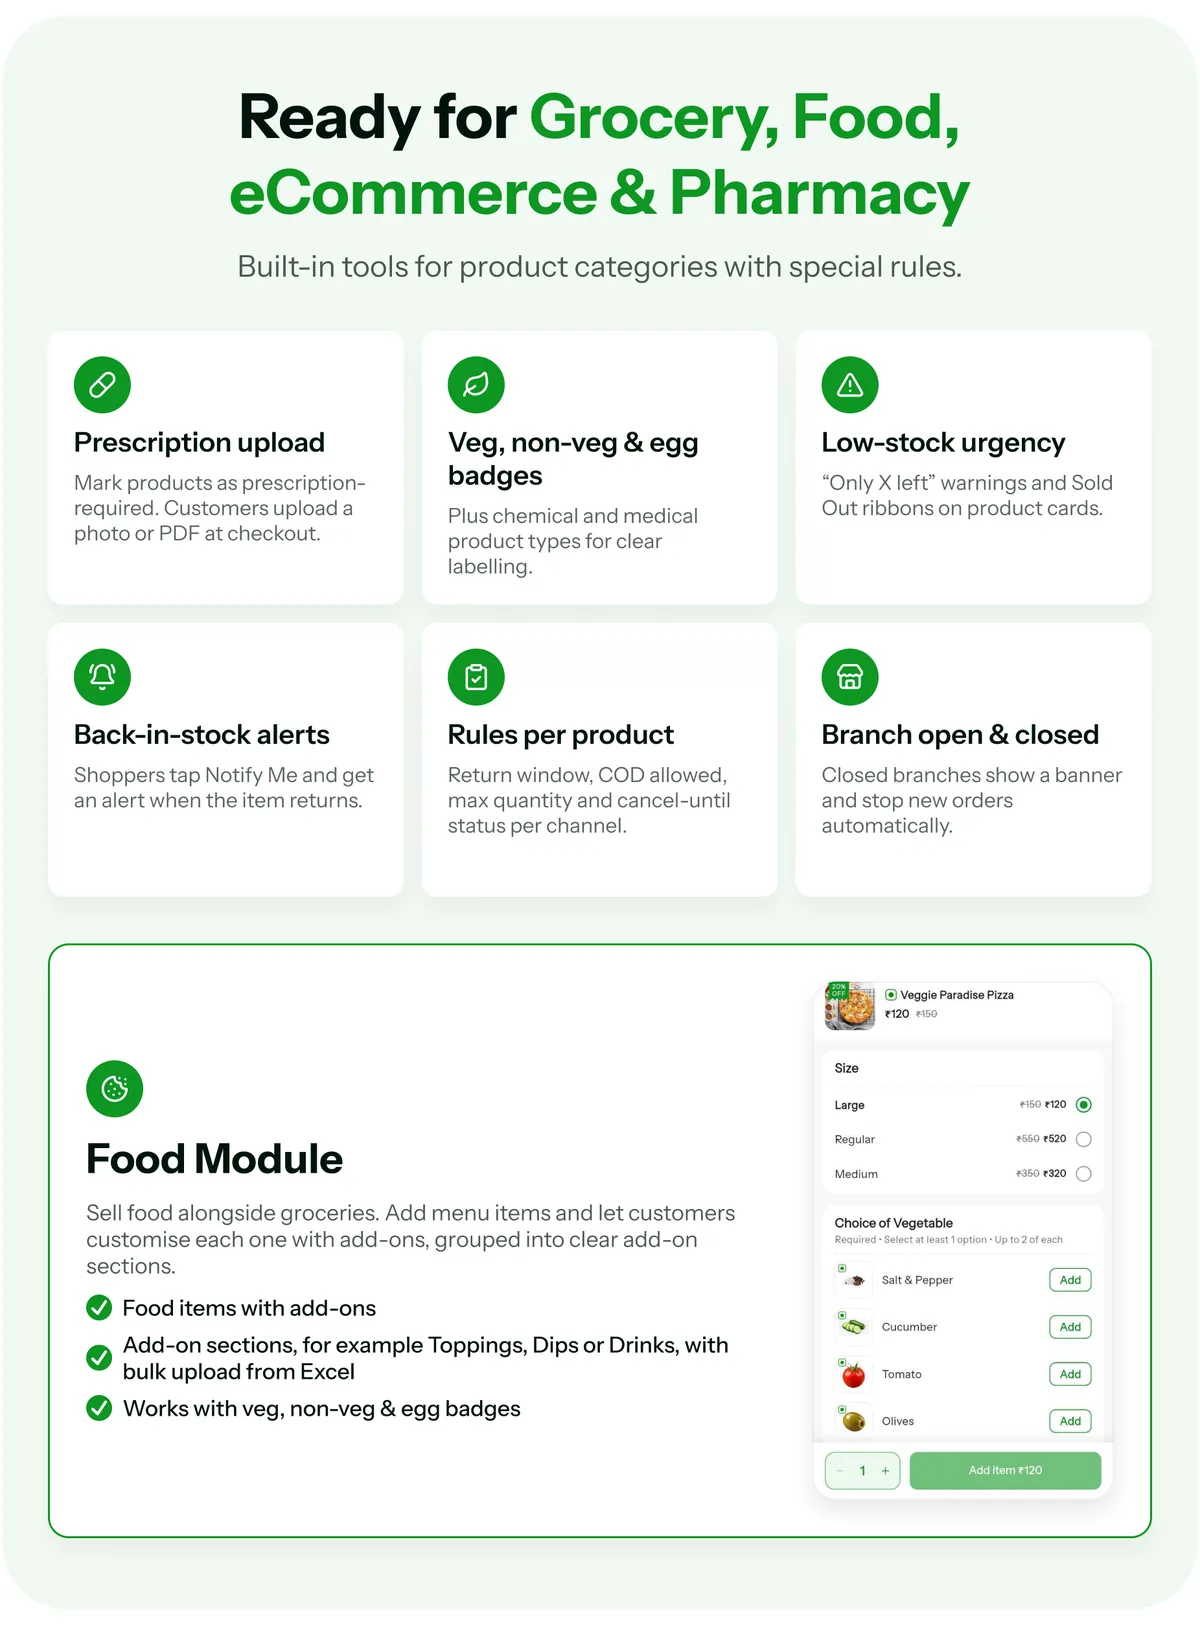 Ready for Grocery, Food,
eCommerce & Pharmacy
Built-in tools for product categories with special rules.
Prescription upload
Mark products as prescription-
required. Customers upload a
photo or PDF at checkout.
Veg, non-veg & egg
badges
Plus chemical and medical
product types for clear
labelling.
Low-stock urgency
“Only X left” warnings and Sold
Out ribbons on product cards.
Back-in-stock alerts
Shoppers tap Notify Me and get
an alert when the item returns.
Rules per product
Return window, COD allowed,
max quantity and cancel-until
status per channel.
Branch open & closed
Closed branches show a banner
and stop new orders
automatically.
Food Module
Sell food alongside groceries. Add menu items and let customers
customise each one with add-ons, grouped into clear add-on
sections.
Food items with add-ons
Add-on sections, for example Toppings, Dips or Drinks, with
bulk upload from Excel
Works with veg, non-veg & egg badges
20%
OFF
Veggie Paradise Pizza
₹120 ₹150
Size
Large ₹150 ₹120
Regular ₹550 ₹520
Medium ₹350 ₹320
Choice of Vegetable
Required • Select at least 1 option • Up to 2 of each
Salt & Pepper Add
Cucumber Add
Tomato Add
Olives Add
− 1 + Add item ₹120